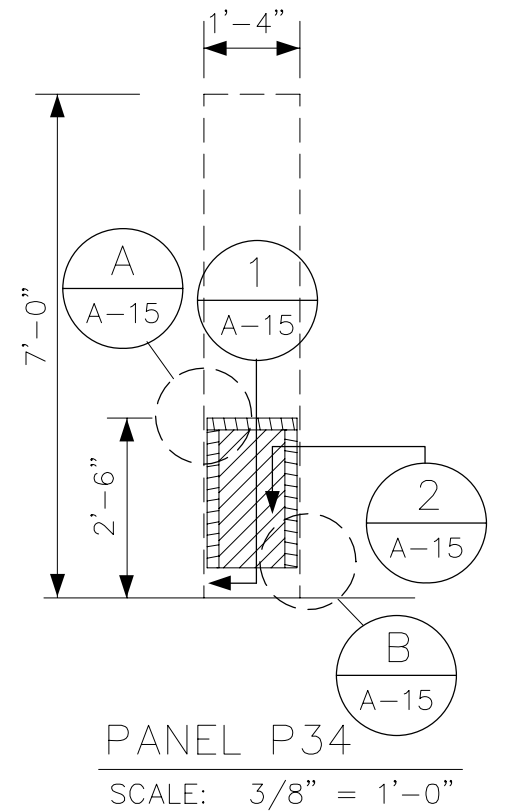 1'-4"
A
A-15
1
A-15
7'-0"
2'-6"
2
A-15
B
A-15
PANEL P34
SCALE: 3/8" = 1'-0"